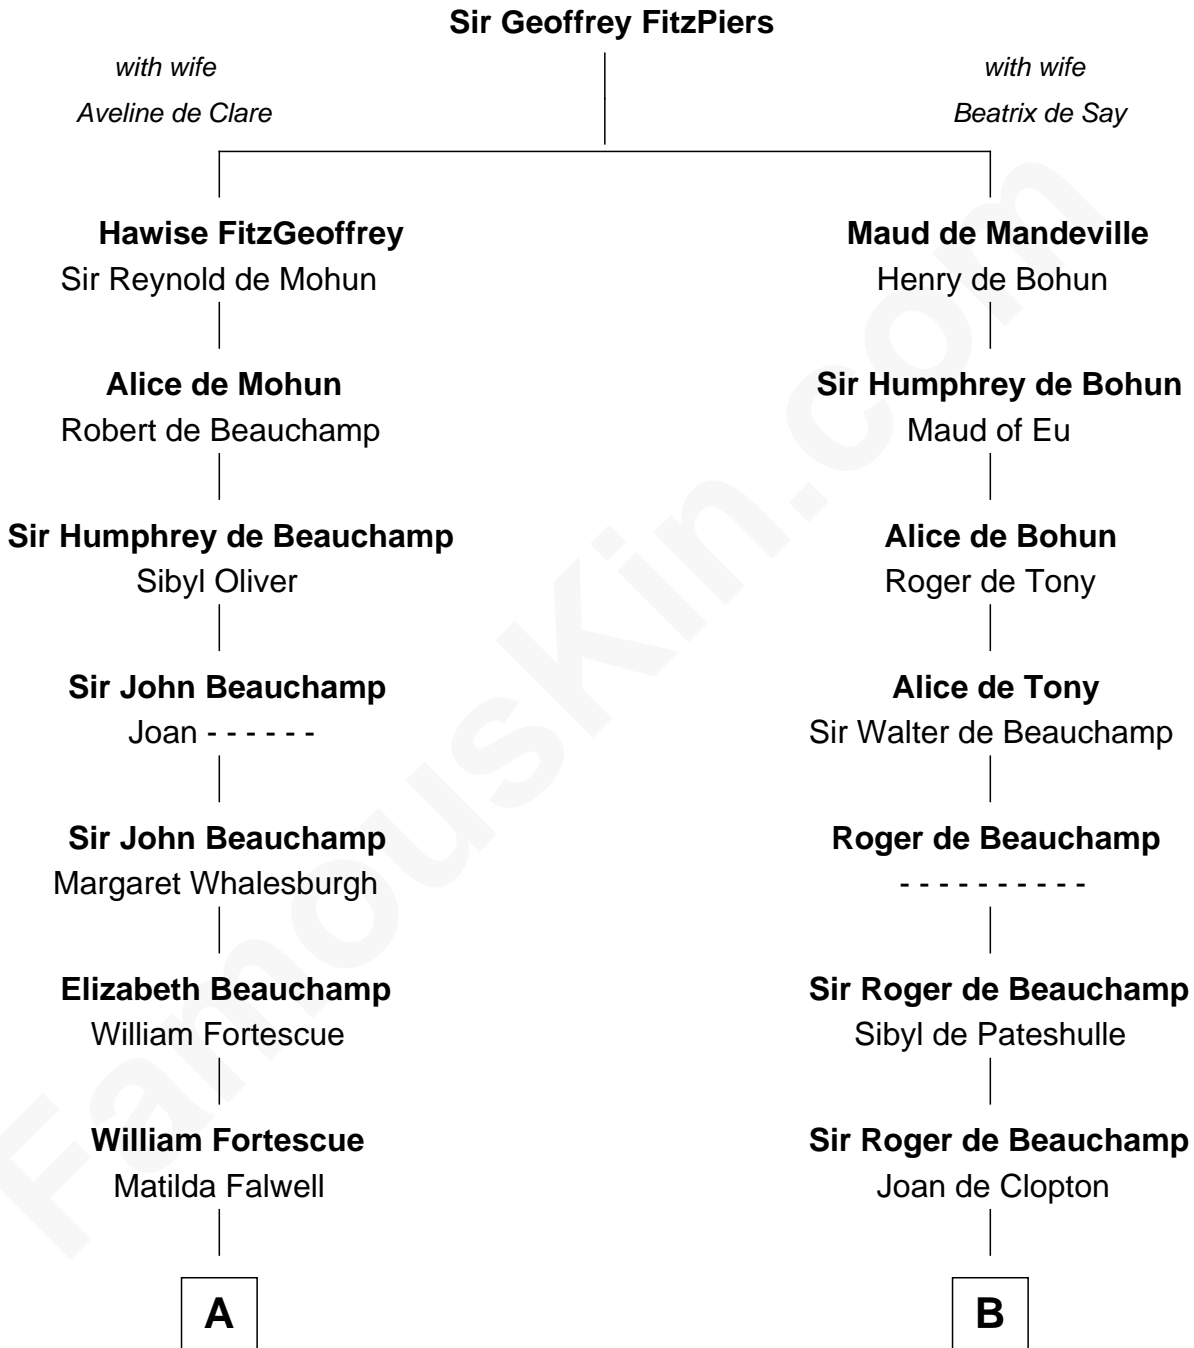 Sir Geoffrey FitzPiers
with wife
Aveline de Clare
with wife
Beatrix de Say
Hawise FitzGeoffrey
Sir Reynold de Mohun
Maud de Mandeville
Henry de Bohun
Alice de Mohun
Robert de Beauchamp
Sir Humphrey de Bohun
Maud of Eu
Sir Humphrey de Beauchamp
Sibyl Oliver
Alice de Bohun
Roger de Tony
Sir John Beauchamp
Joan - - - - - -
Alice de Tony
Sir Walter de Beauchamp
Sir John Beauchamp
Margaret Whalesburgh
Roger de Beauchamp
- - - - - - - - - -
Elizabeth Beauchamp
William Fortescue
Sir Roger de Beauchamp
Sibyl de Pateshulle
William Fortescue
Matilda Falwell
Sir Roger de Beauchamp
Joan de Clopton
A
B
FamousKin.com